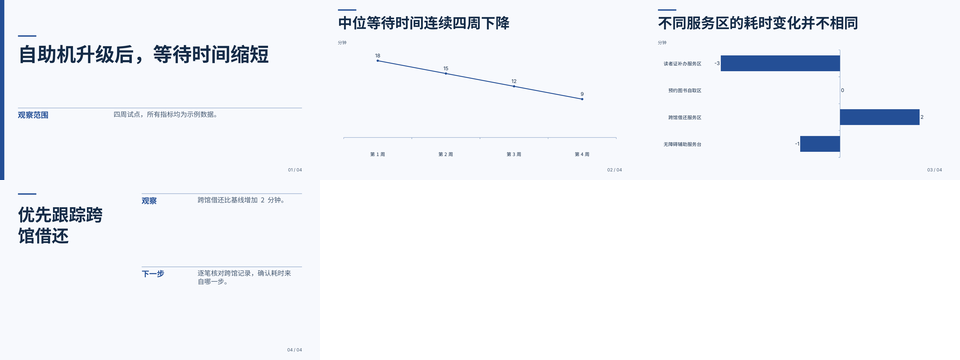 自助机升级后，等待时间缩短
观察范围
四周试点，所有指标均为示例数据。
01 / 04
中位等待时间连续四周下降
分钟
18
15
12
9
第 1 周
第 2 周
第 3 周
第 4 周
02 / 04
不同服务区的耗时变化并不相同
分钟
读者证补办服务区
-3
预约图书自取区
0
跨馆借还服务区
2
无障碍辅助服务台
-1
03 / 04
优先跟踪跨
馆借还
观察
跨馆借还比基线增加 2 分钟。
下一步
逐笔核对跨馆记录，确认耗时来
自哪一步。
04 / 04